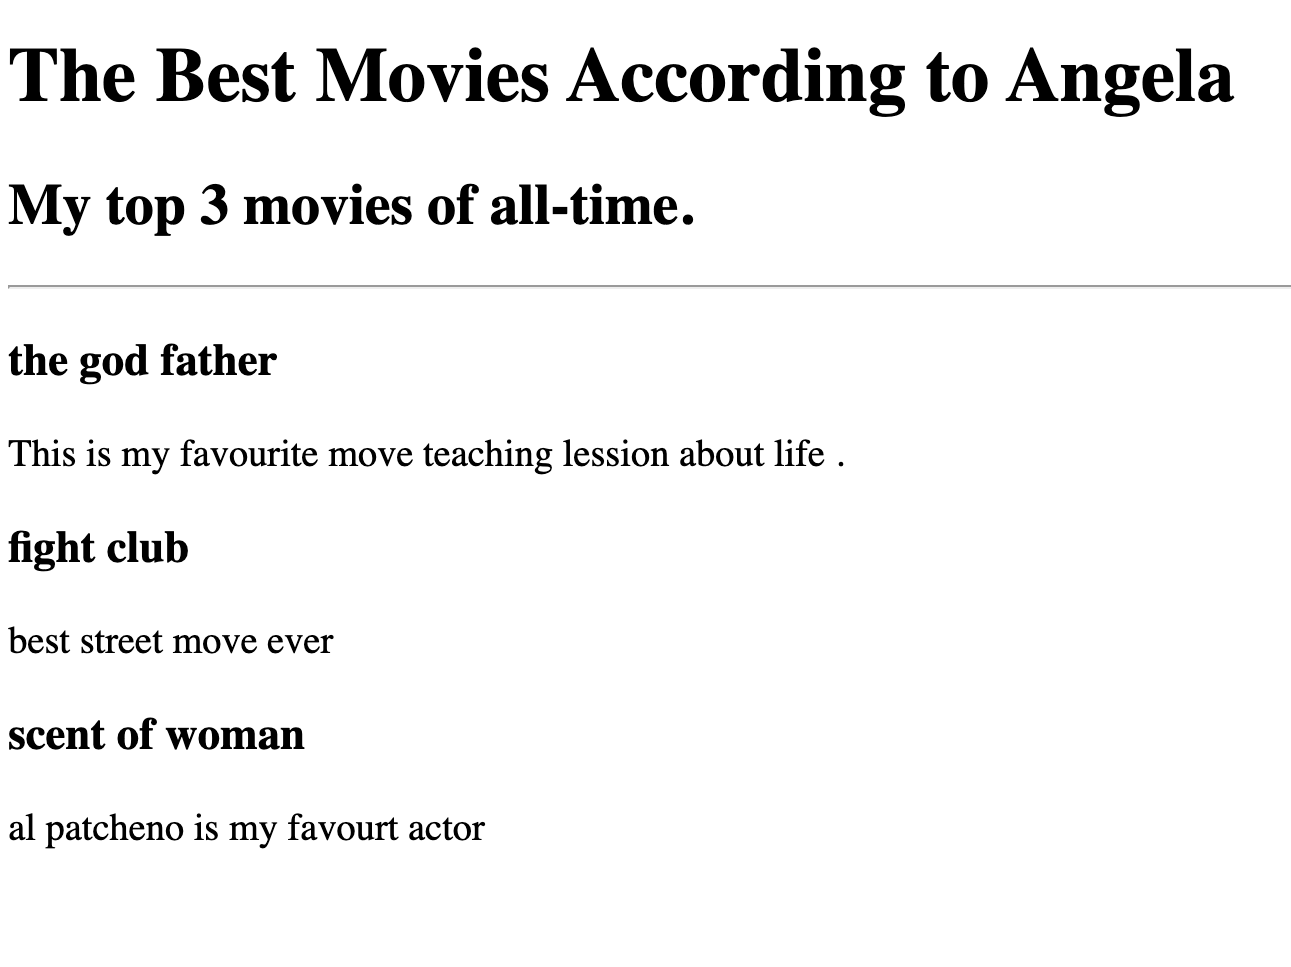 The Best Movies According to Angela
My top 3 movies of all-time.
the god father
This is my favourite move teaching lession about life .
fight club
best street move ever
scent of woman
al patcheno is my favourt actor